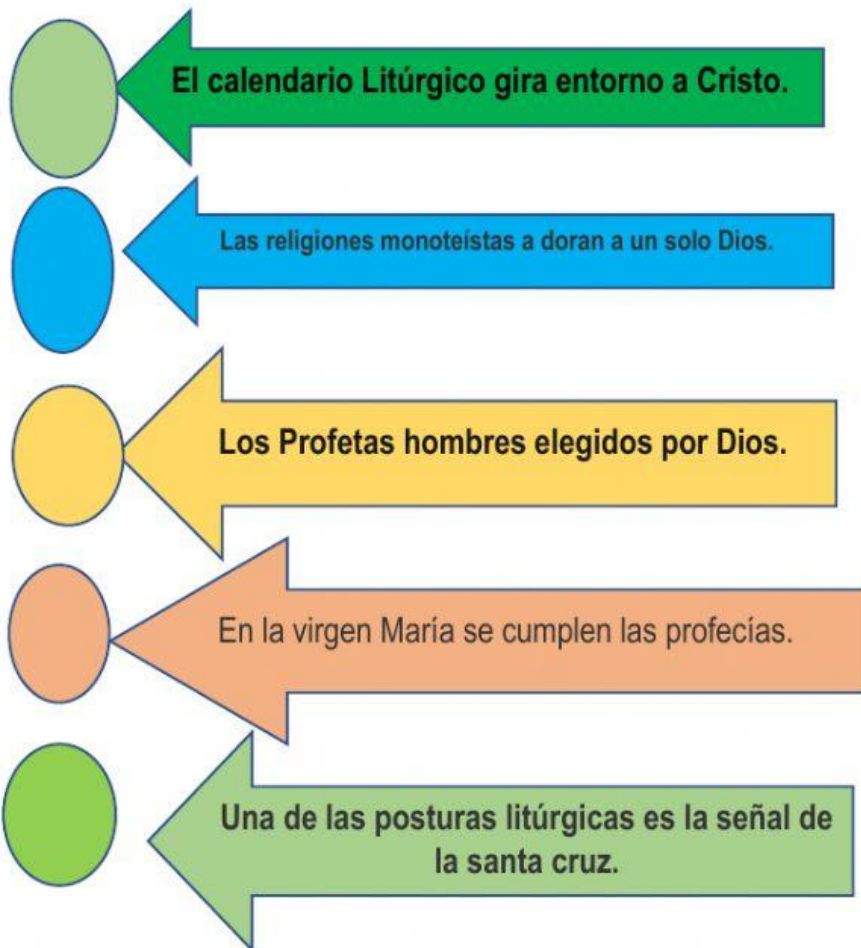 El calendario Litúrgico gira entorno a Cristo.
Las religiones monoteístas a doran a un solo Dios.
Los Profetas hombres elegidos por Dios.
En la virgen María se cumplen las profecías.
Una de las posturas litúrgicas es la señal de
la santa cruz.